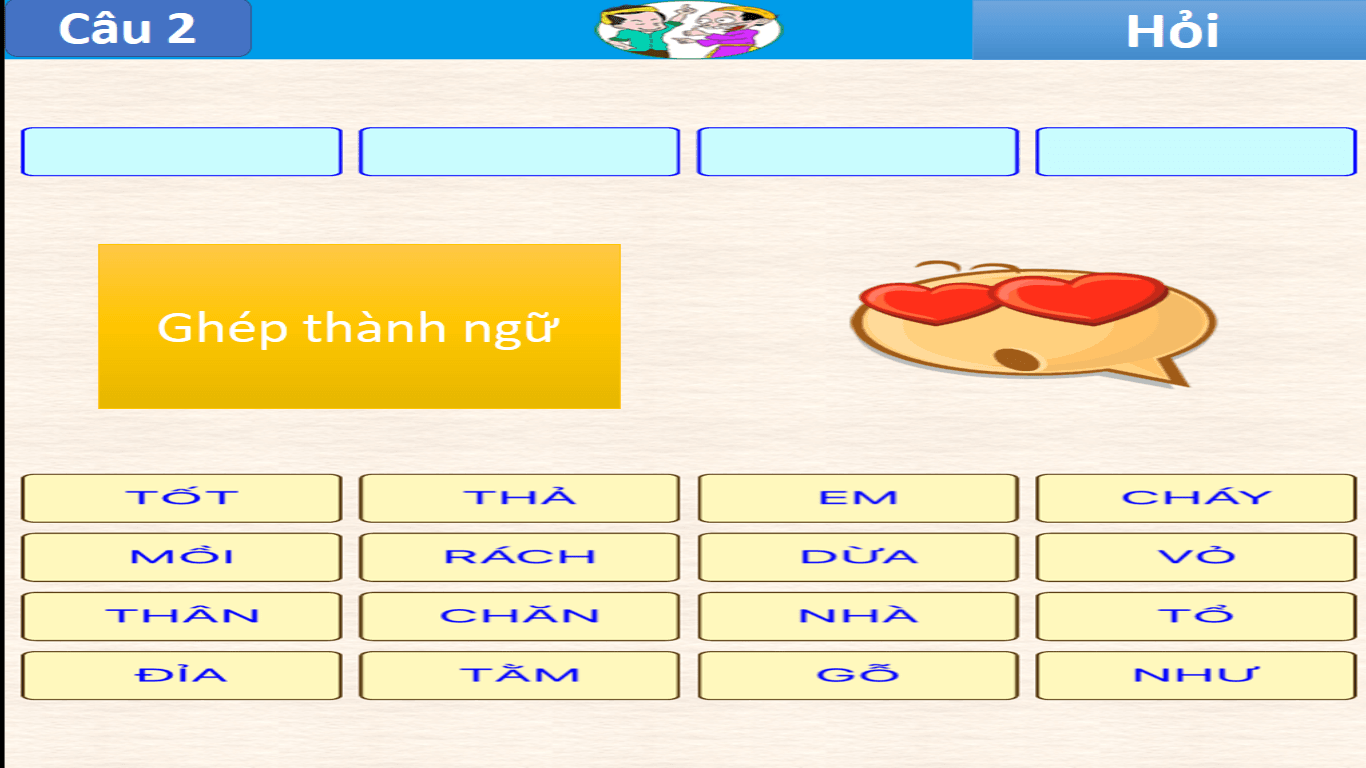 Câu 2
Hỏi
Ghép thành ngữ
TỐT THẢ EM CHÁY
MỒI RÁCH DỪA VỎ
THÂN CHĂN NHÀ TỔ
ĐỈA TẰM GỖ NHƯ